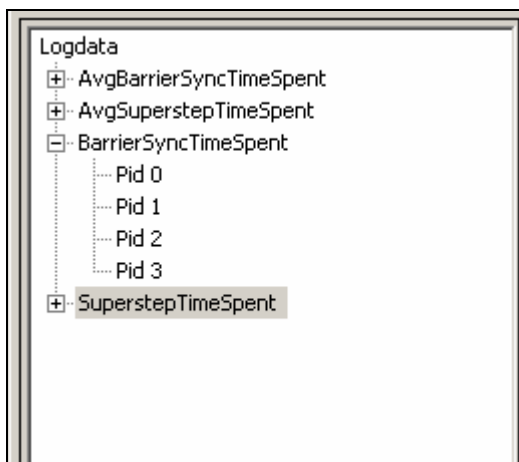 Logdata
AvgBarrierSyncTimeSpent
AvgSuperstepTimeSpent
BarrierSyncTimeSpent
Pid 0
Pid 1
Pid 2
Pid 3
SuperstepTimeSpent